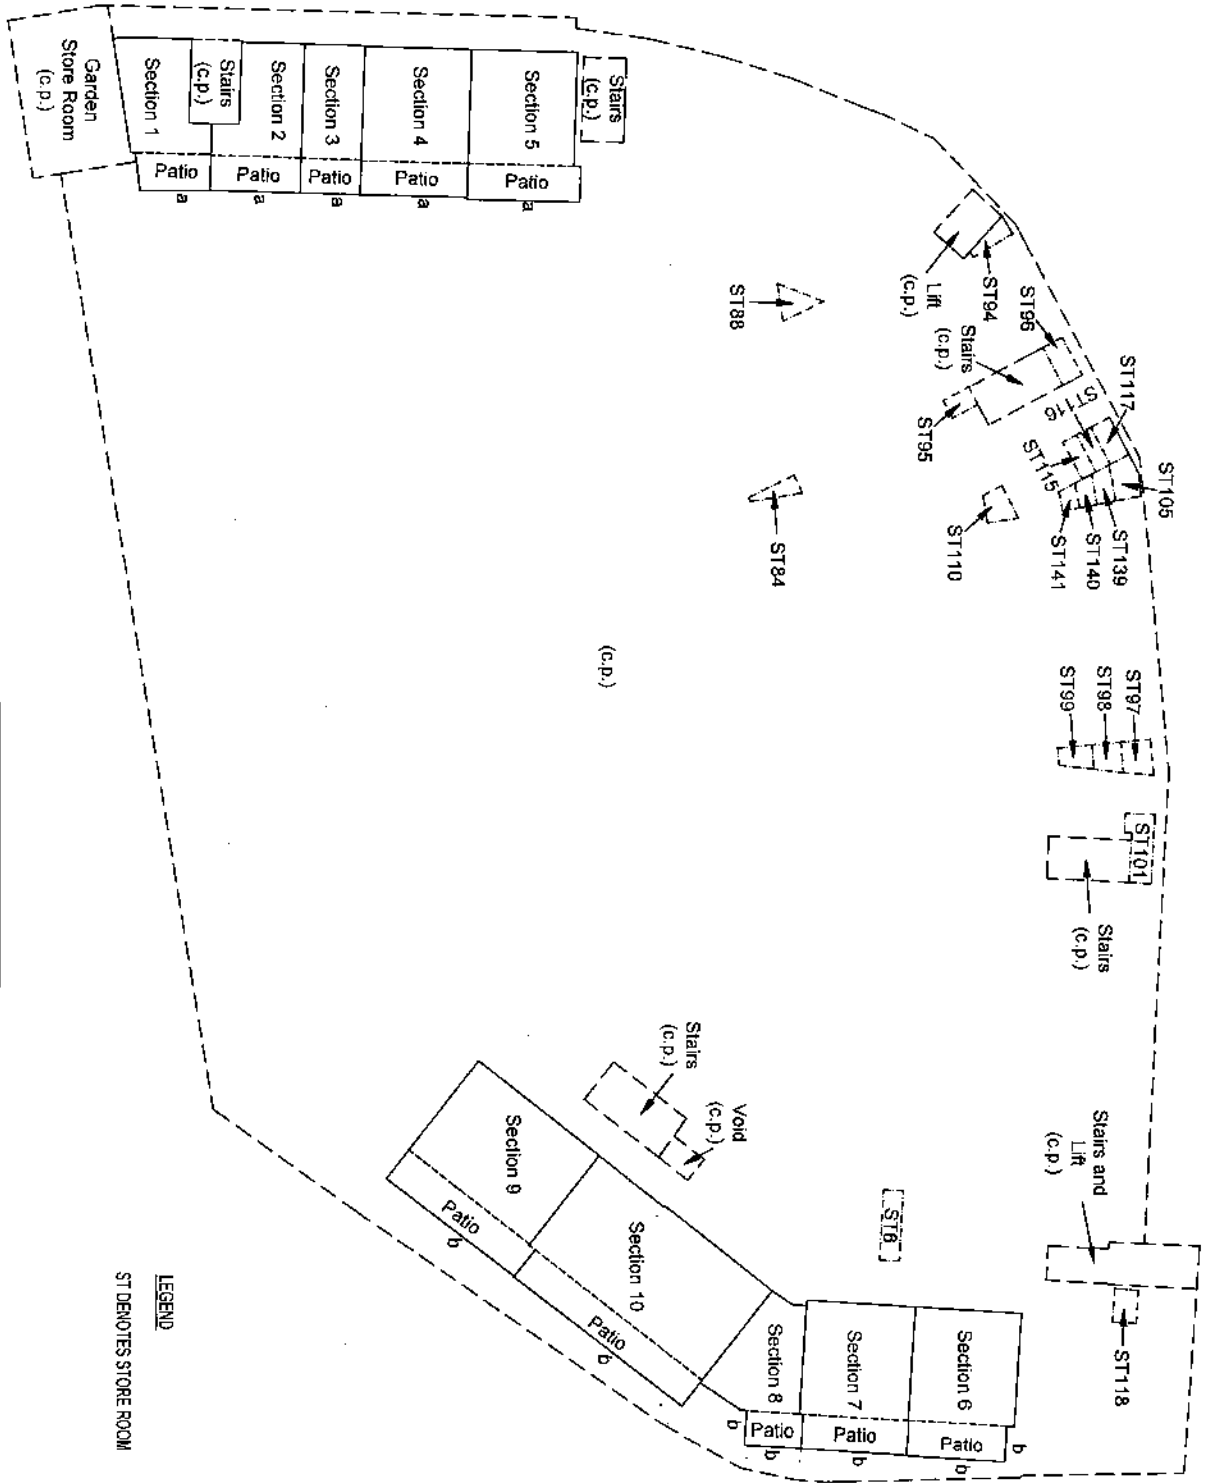 Garden
Store Room
(c.p.)
Section 1
Stairs
(c.p.)
Section 2
Section 3
Section 4
Section 5
Stairs
(c.p.)
Patio
a
Patio
a
Patio
a
Patio
a
Patio
a
ST94
Lift
(c.p.)
ST88
ST96
Stairs
(c.p.)
ST95
ST117
ST116
ST115
ST105
ST139
ST140
ST141
ST110
ST84
(c.p.)
ST97
ST98
ST99
ST101
Stairs
(c.p.)
Stairs
(c.p.)
Void
(c.p.)
Stairs and
Lift
(c.p.)
ST118
ST6
Section 9
Patio
b
Section 10
Patio
b
Section 8
Section 7
Section 6
b
Patio
b
Patio
b
Patio
b
b
LEGEND
ST DENOTES STORE ROOM